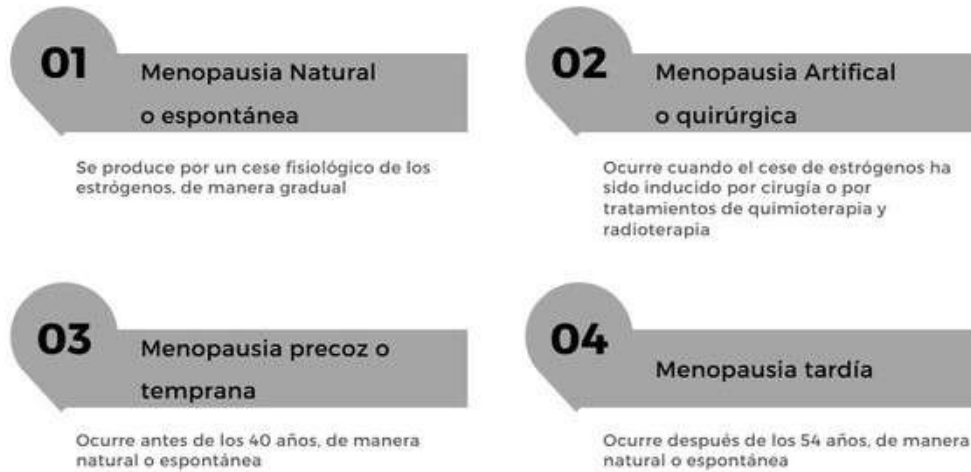 01
Menopausia Natural
o espontánea
Se produce por un cese fisiológico de los
estrógenos, de manera gradual
02
Menopausia Artifical
o quirúrgica
Ocurre cuando el cese de estrógenos ha
sido inducido por cirugía o por
tratamientos de quimioterapia y
radioterapia
03
Menopausia precoz o
temprana
Ocurre antes de los 40 años, de manera
natural o espontánea
04
Menopausia tardía
Ocurre después de los 54 años, de manera
natural o espontánea